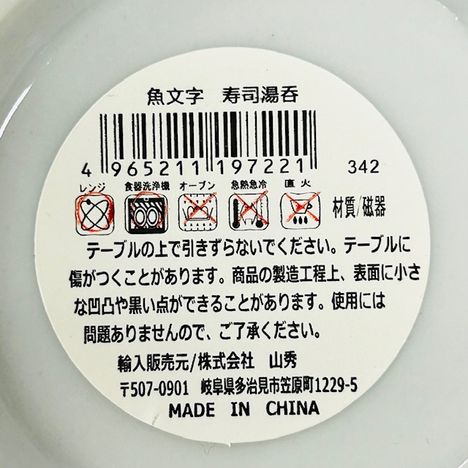 魚文字　寿司湯呑
4 965211 197221 342
レンジ 食器洗浄機 オーブン 急熱急冷 直火 材質/磁器
テーブルの上で引きずらないでください。テーブルに
傷がつくことがあります。商品の製造工程上、表面に小さ
な凹凸や黒い点ができることがあります。使用には
問題ありませんので、ご了承ください。
輸入販売元/株式会社　山秀
〒507-0901　岐阜県多治見市笠原町1229-5
MADE IN CHINA